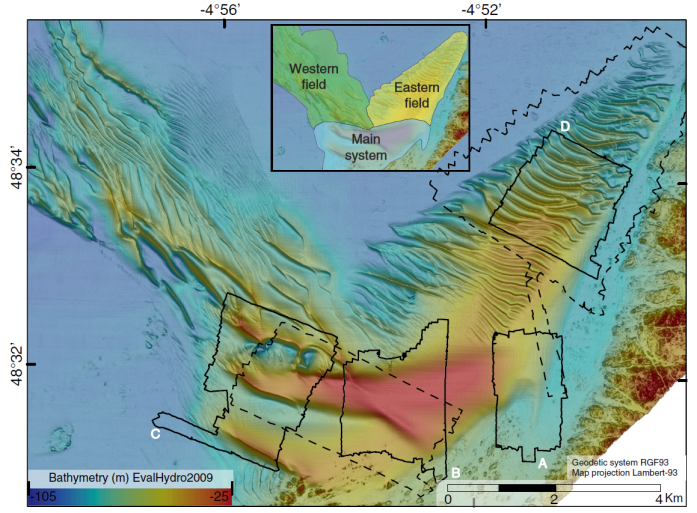 -4°56'
-4°52'
Western
field
Eastern
field
Main
system
D
48°34'
48°32'
C
B
A
Bathymetry (m) EvalHydro2009
-105
-25
Geodetic system RGF93
Map projection Lambert-93
0
2
4 Km